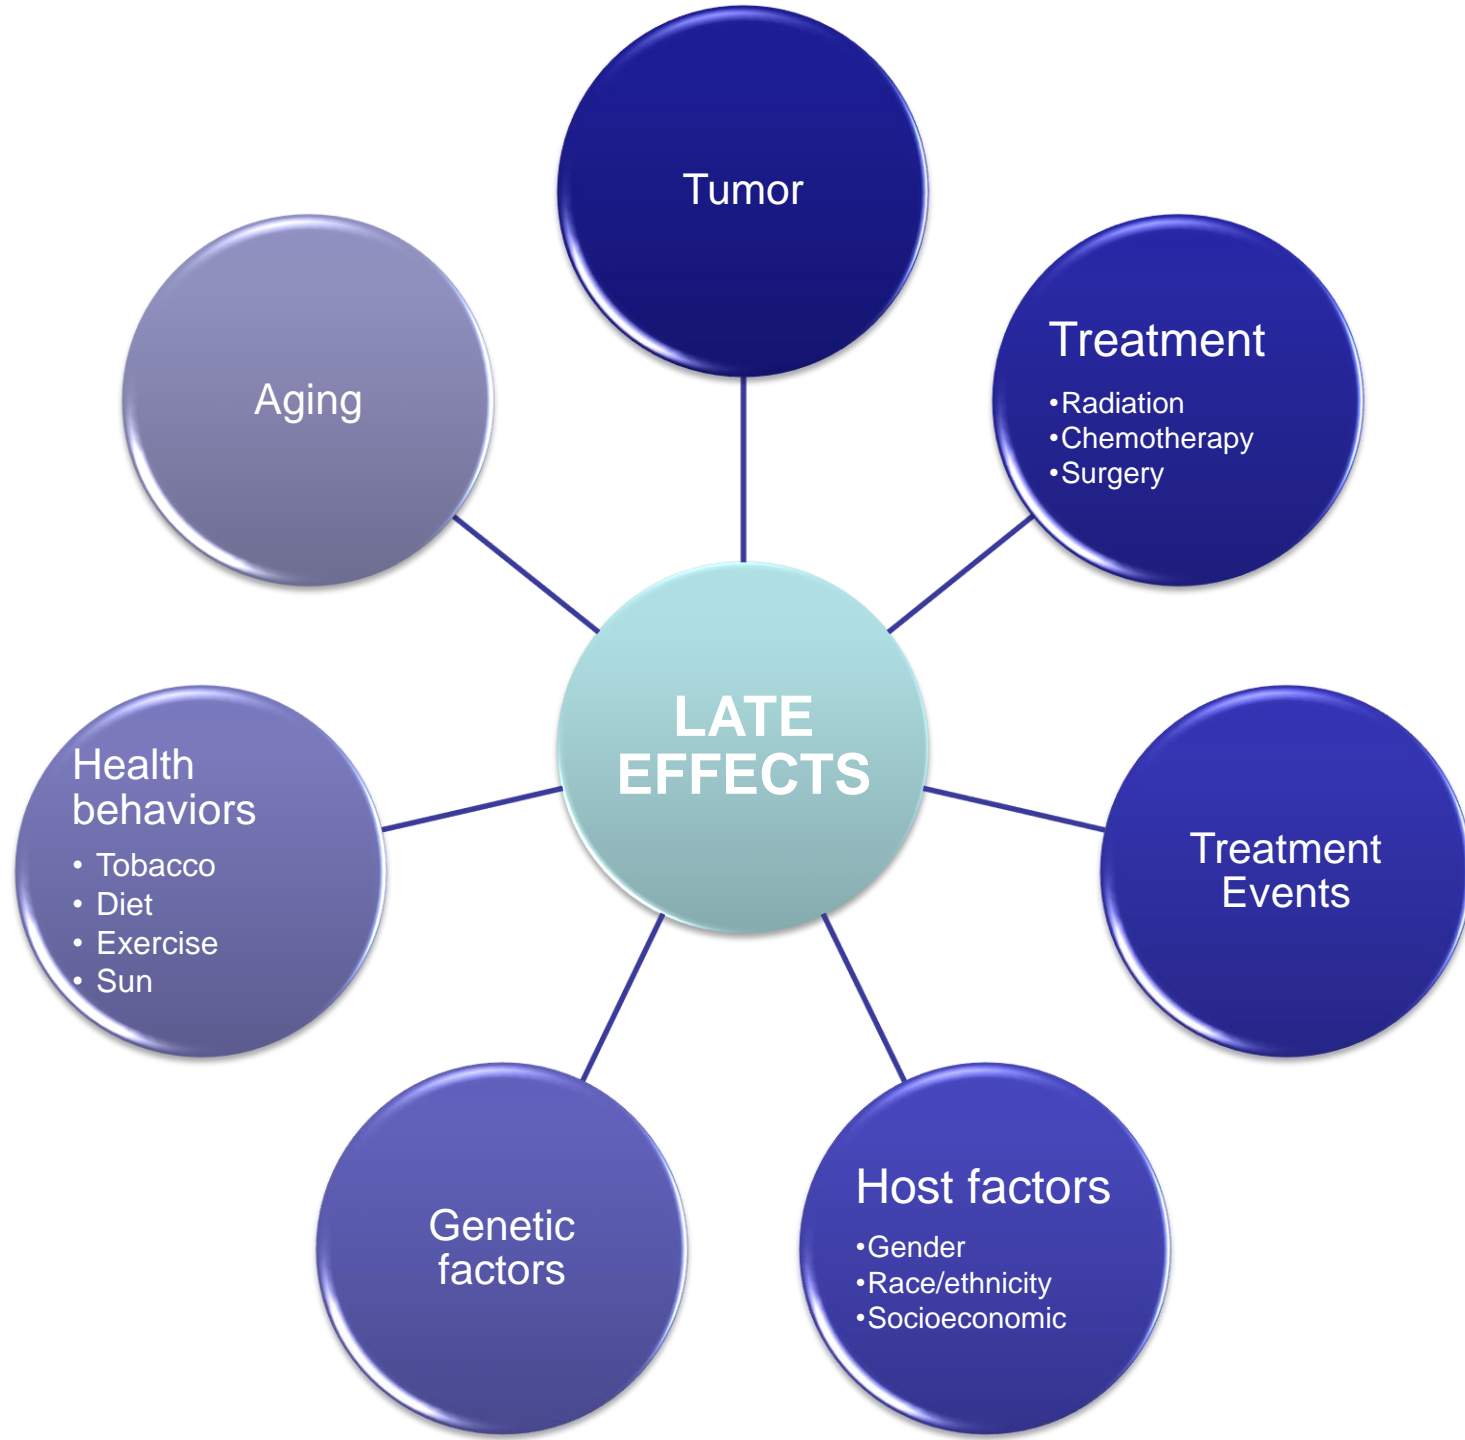 Tumor
Treatment
•Radiation
•Chemotherapy
•Surgery
Aging
LATE
EFFECTS
Health
behaviors
• Tobacco
• Diet
• Exercise
• Sun
Treatment
Events
Genetic
factors
Host factors
•Gender
•Race/ethnicity
•Socioeconomic